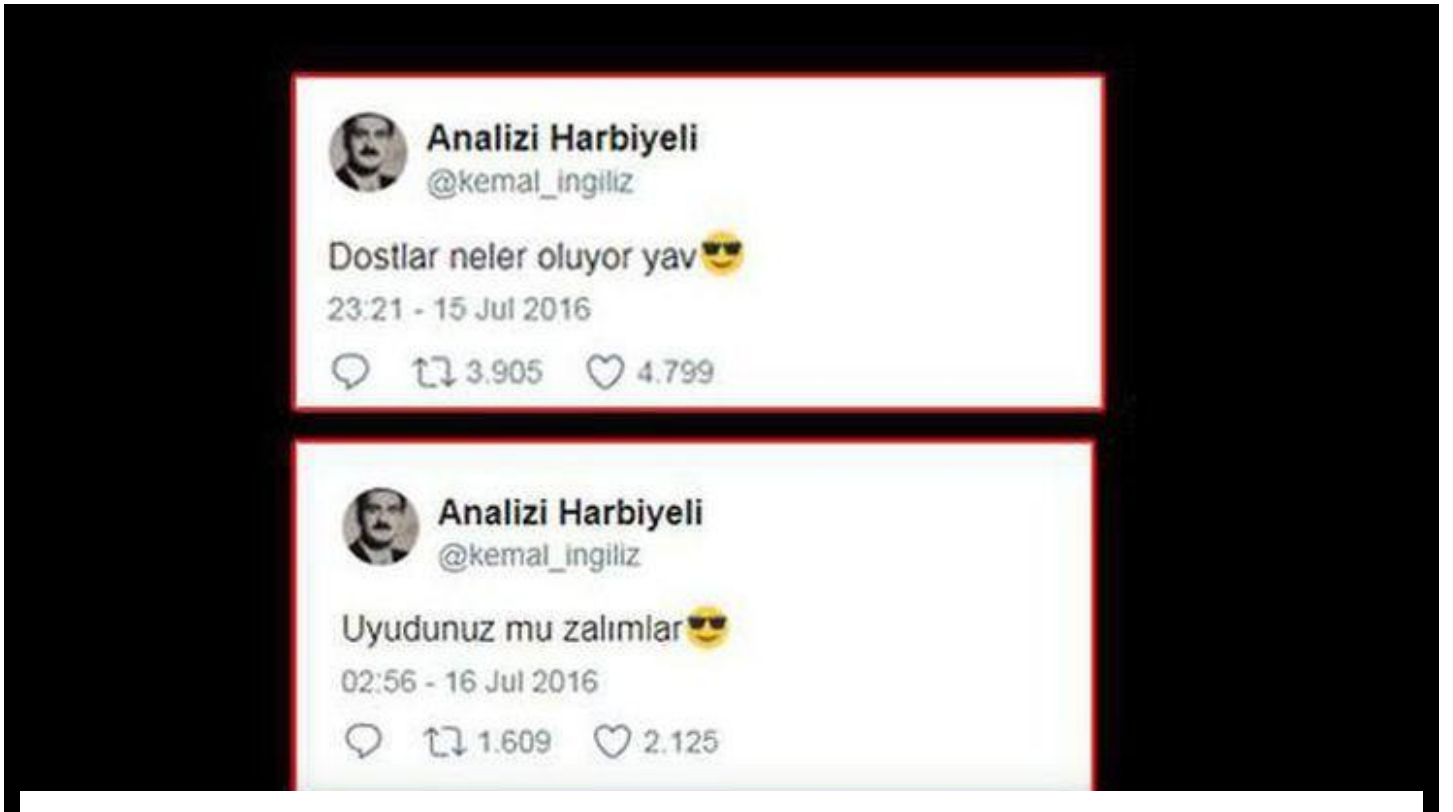 Analizi Harbiyeli
@kemal_ingiliz
Dostlar neler oluyor yav😎
23:21 - 15 Jul 2016
3.905 4.799
Analizi Harbiyeli
@kemal_ingiliz
Uyudunuz mu zalımlar😎
02:56 - 16 Jul 2016
1.609 2.125